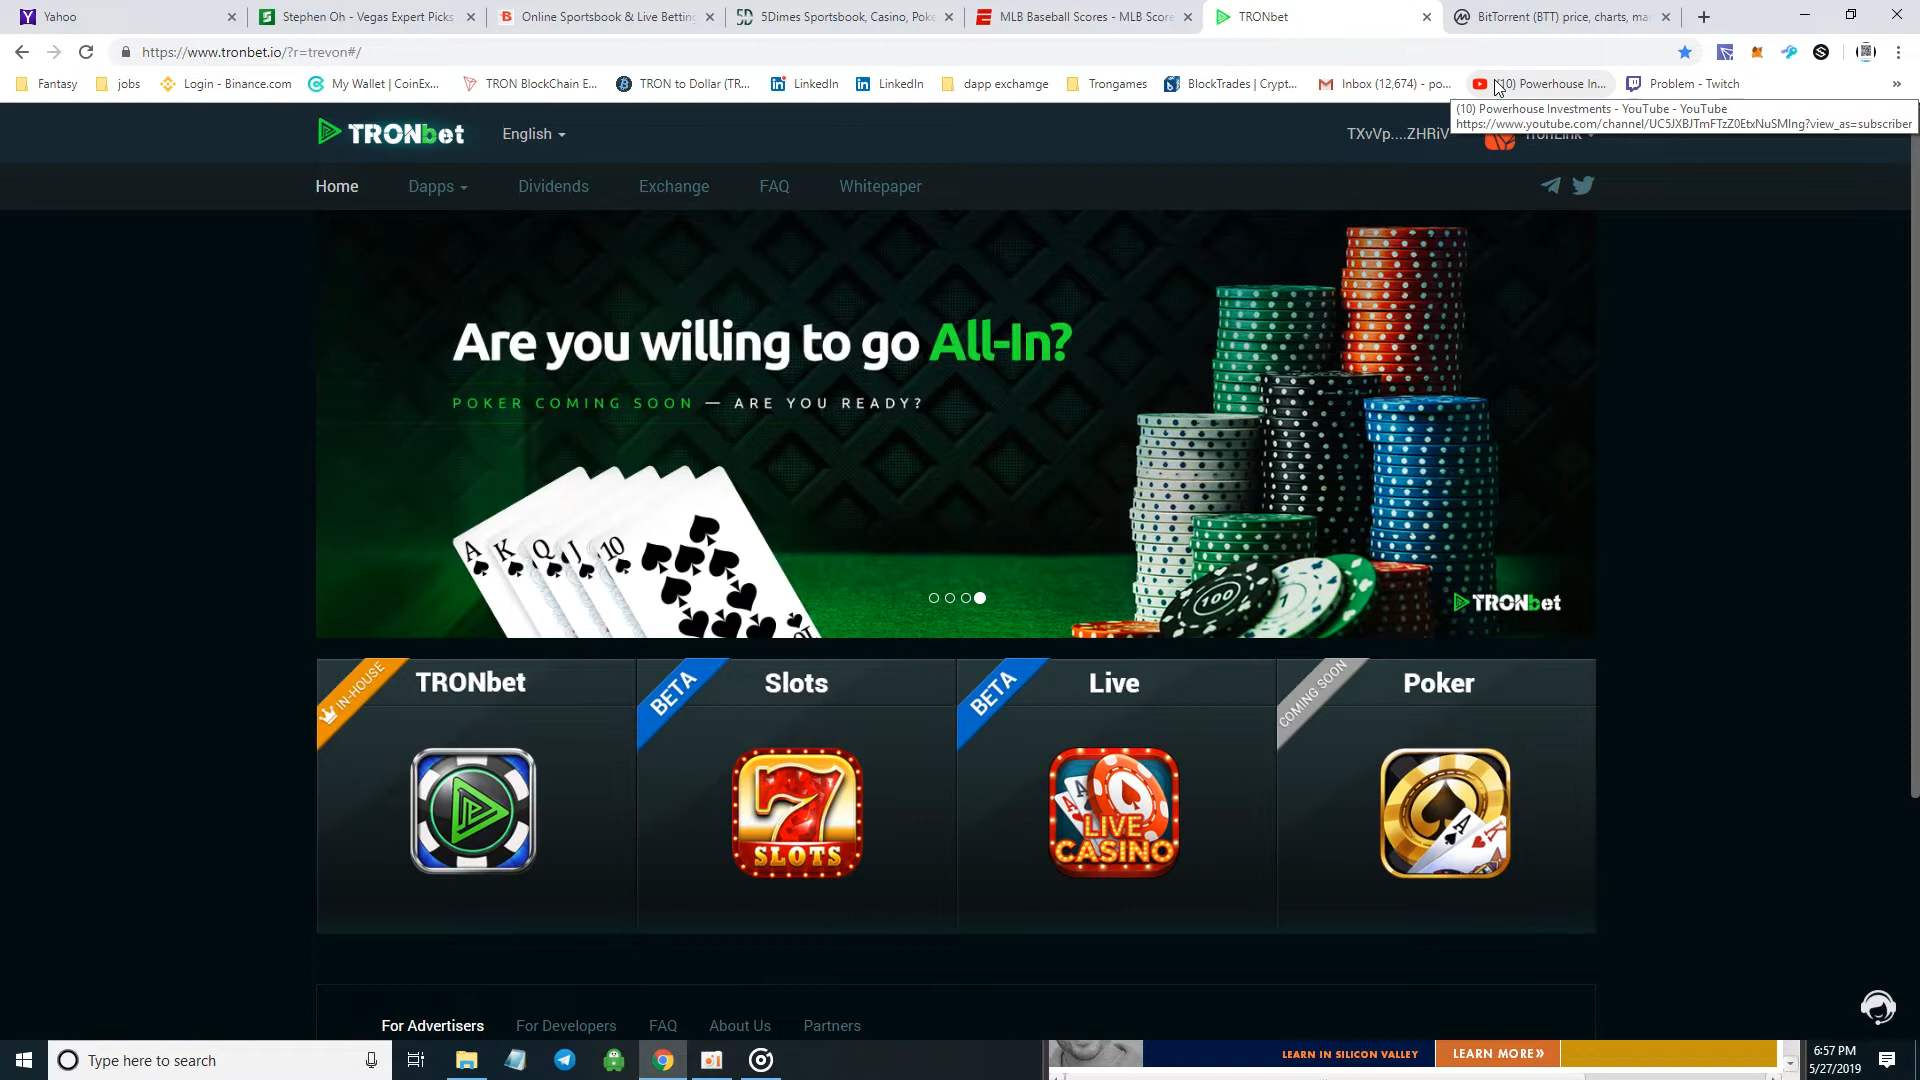 Yahoo
Stephen Oh - Vegas Expert Picks
Online Sportsbook & Live Betting
5Dimes Sportsbook, Casino, Poke
MLB Baseball Scores - MLB Score
TRONbet
BitTorrent (BTT) price, charts, ma
https://www.tronbet.io/?r=trevon#/
Fantasy
jobs
Login - Binance.com
My Wallet | CoinEx...
TRON BlockChain E...
TRON to Dollar (TR...
LinkedIn
LinkedIn
dapp exchamge
Trongames
BlockTrades | Crypt...
Inbox (12,674) - po...
10) Powerhouse In...
Problem - Twitch
»
(10) Powerhouse Investments - YouTube - YouTube
https://www.youtube.com/channel/UC5JXBJTmFTzZ0EtxNuSMIng?view_as=subscriber
TRONbet
English
TXvVp....ZHRiV
TronLink
Home
Dapps
Dividends
Exchange
FAQ
Whitepaper
Are you willing to go All-In?
POKER COMING SOON — ARE YOU READY?
A
K
Q
J
10
100
1
TRONbet
IN-HOUSE
TRONbet
BETA
Slots
BETA
Live
COMING SOON
Poker
7
SLOTS
A
A
LIVE
CASINO
A
K
For Advertisers
For Developers
FAQ
About Us
Partners
Type here to search
LEARN IN SILICON VALLEY
LEARN MORE»
6:57 PM
5/27/2019